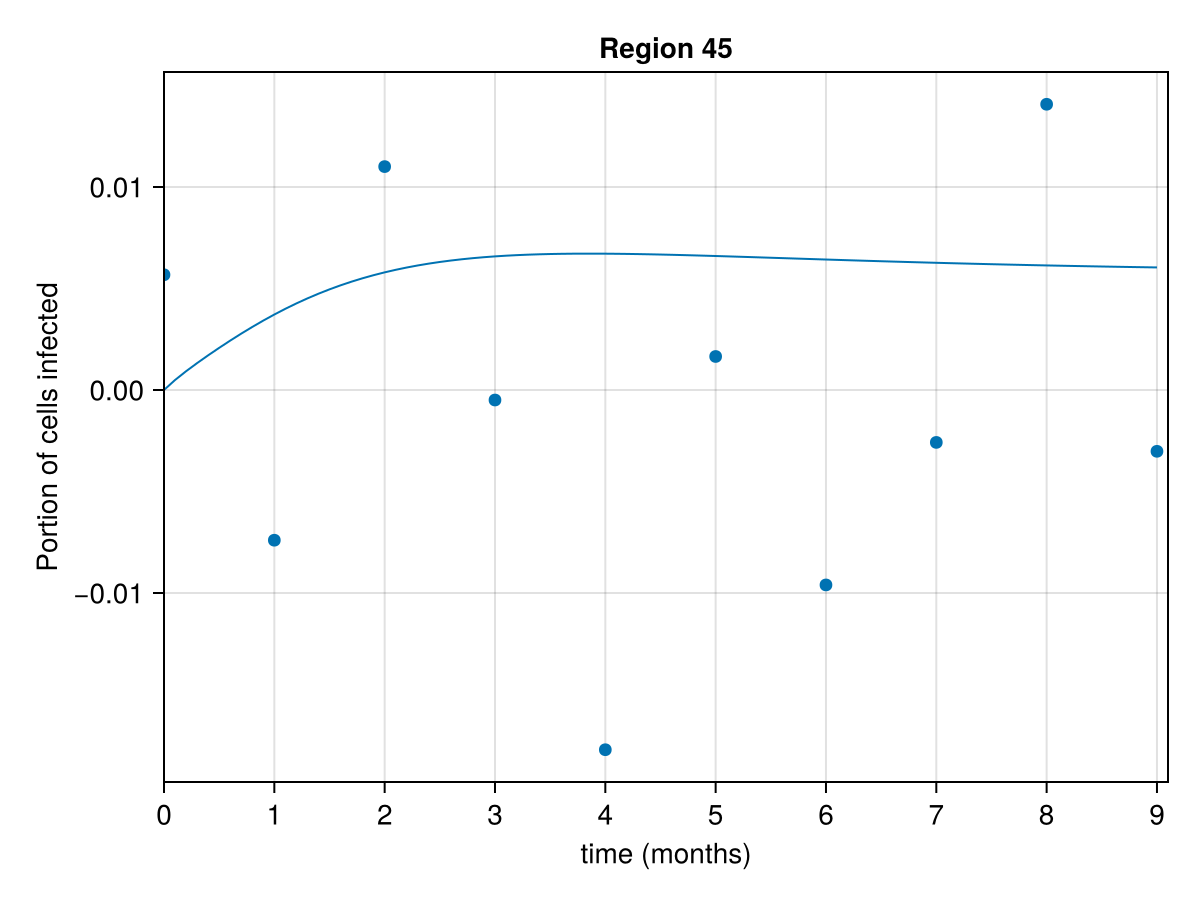 Region 45
Portion of cells infected
0.01
0.00
−0.01
0 1 2 3 4 5 6 7 8 9
time (months)